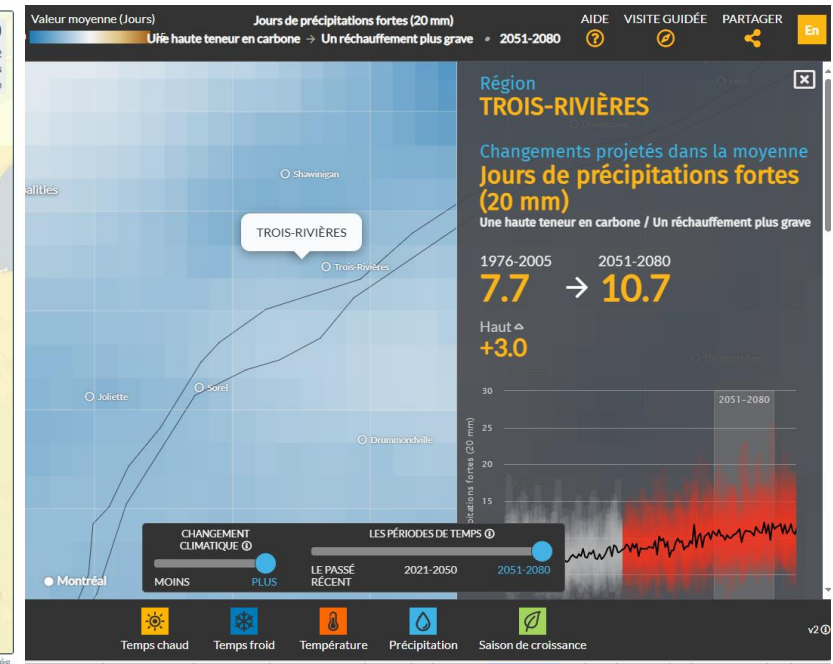 Valeur moyenne (Jours)
Jours de précipitations fortes (20 mm)
Une haute teneur en carbone → Un réchauffement plus grave • 2051-2080
AIDE
VISITE GUIDÉE
PARTAGER
En
Région
TROIS-RIVIÈRES
Changements projetés dans la moyenne
Jours de précipitations fortes
(20 mm)
Une haute teneur en carbone / Un réchauffement plus grave
1976-2005
2051-2080
7.7 → 10.7
Haut
+3.0
30
25
20
15
2051-2080
fortes (20 mm)
alities
Shawinigan
TROIS-RIVIÈRES
Trois-Rivières
Joliette
Sorel
Drummondville
Montréal
CHANGEMENT
CLIMATIQUE
MOINS
PLUS
LES PÉRIODES DE TEMPS
LE PASSÉ
RÉCENT
2021-2050
2051-2080
Temps chaud
Temps froid
Température
Précipitation
Saison de croissance
v2